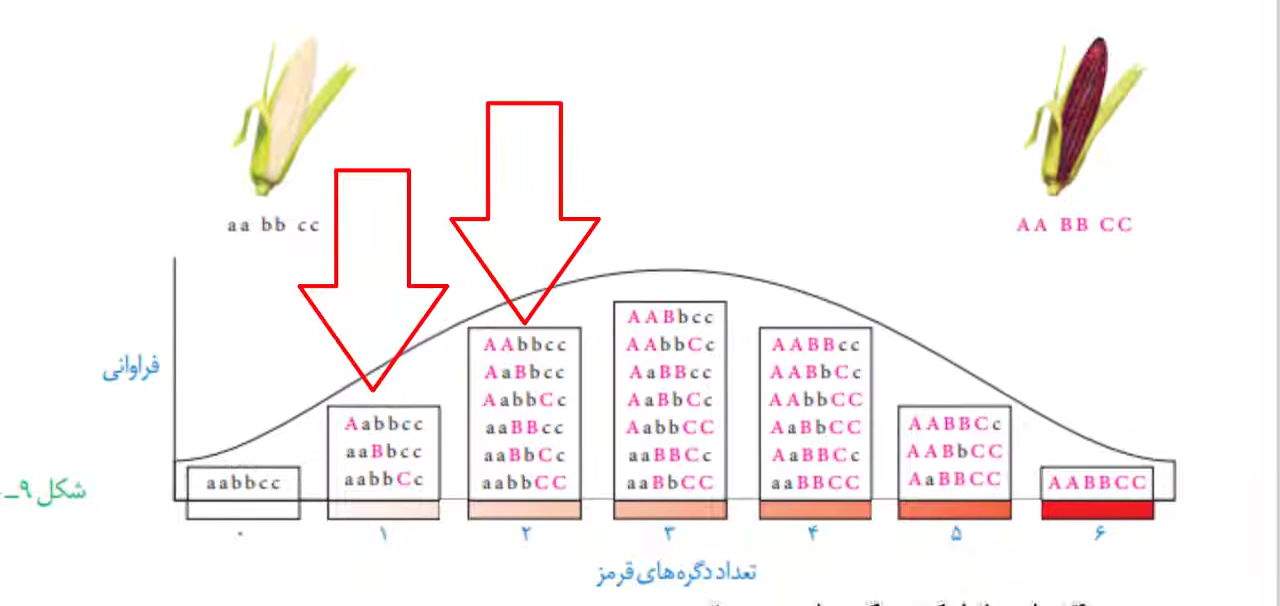 aa bb cc
AA BB CC
فراوانی
aabbcc
Aabbcc
aaBbcc
aabbCc
AAbbcc
AaBbcc
AabbCc
aaBBcc
aaBbCc
aabbCC
AABbcc
AAbbCc
AaBBcc
AaBbCc
AabbCC
aaBBCc
aaBbCC
AABBcc
AABbCc
AAbbCC
AaBbCC
AaBBCc
aaBBCC
AABBCc
AABbCC
AaBBCC
AABBCC
شکل ۹ــ
۰ ۱ ۲ ۳ ۴ ۵ ۶
تعداد دگره‌های قرمز